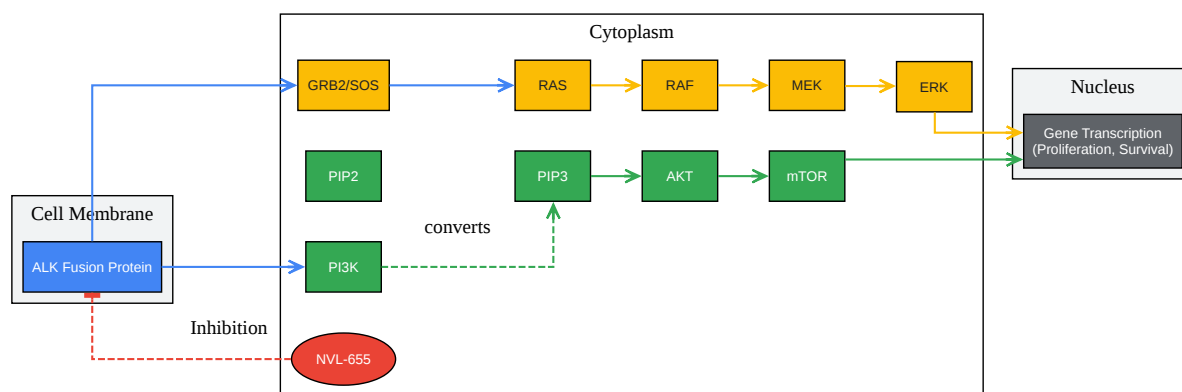 Cytoplasm
GRB2/SOS
RAS
RAF
MEK
ERK
Nucleus
Gene Transcription
(Proliferation, Survival)
PIP2
PIP3
AKT
mTOR
Cell Membrane
ALK Fusion Protein
converts
PI3K
Inhibition
NVL-655